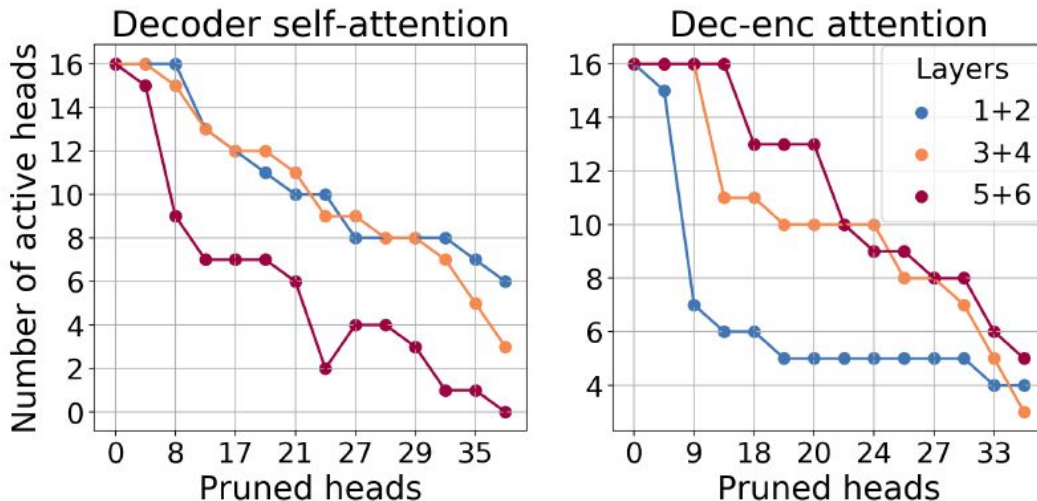 Decoder self-attention
Number of active heads
16
14
12
10
8
6
4
2
0
0 8 17 21 27 29 35
Pruned heads
Dec-enc attention
16
14
12
10
8
6
4
0 9 18 20 24 27 33
Pruned heads
Layers
1+2
3+4
5+6